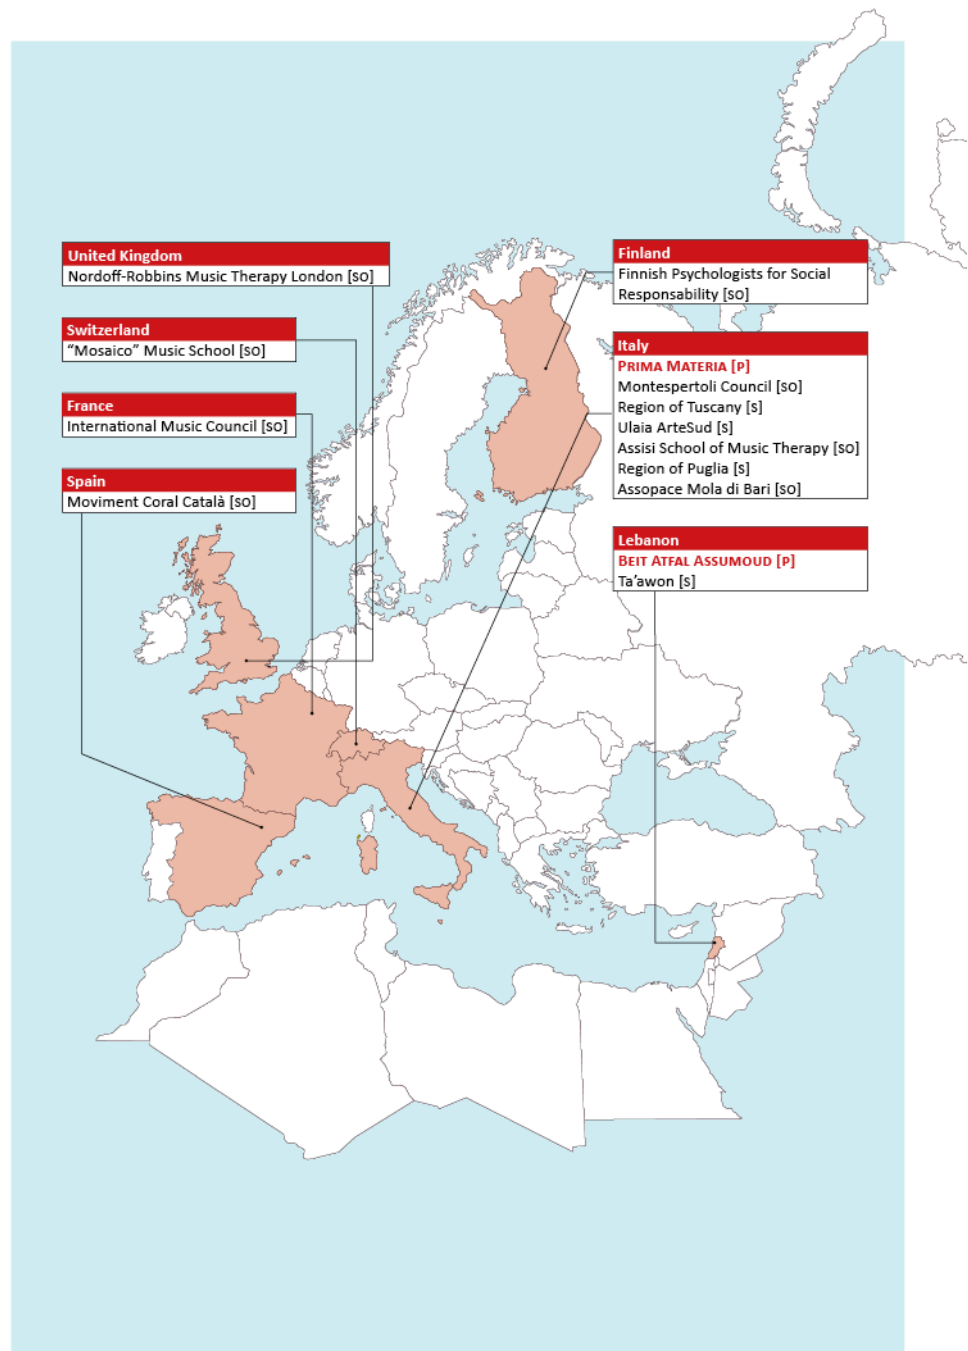 United Kingdom
Nordoff-Robbins Music Therapy London [SO]
Switzerland
“Mosaico” Music School [SO]
France
International Music Council [SO]
Spain
Moviment Coral Català [SO]
Finland
Finnish Psychologists for Social
Responsability [SO]
Italy
PRIMA MATERIA [P]
Montespertoli Council [SO]
Region of Tuscany [S]
Ulaia ArteSud [S]
Assisi School of Music Therapy [SO]
Region of Puglia [S]
Assopace Mola di Bari [SO]
Lebanon
BEIT ATFAL ASSUMOUD [P]
Ta’awon [S]